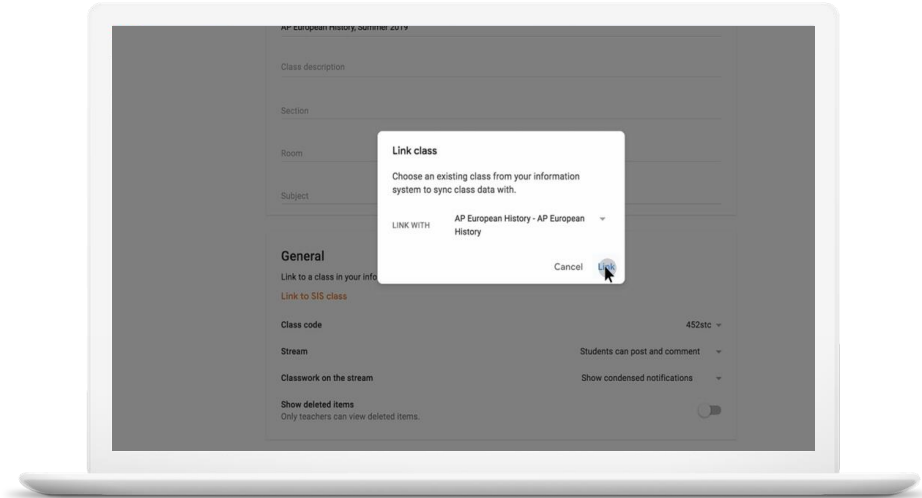 AP European History, Summer 2019
Class description
Section
Room
Subject
Link class
Choose an existing class from your information
system to sync class data with.
LINK WITH
AP European History - AP European
History
Cancel
Link
General
Link to a class in your info
Link to SIS class
Class code
452stc
Stream
Students can post and comment
Classwork on the stream
Show condensed notifications
Show deleted items
Only teachers can view deleted items.